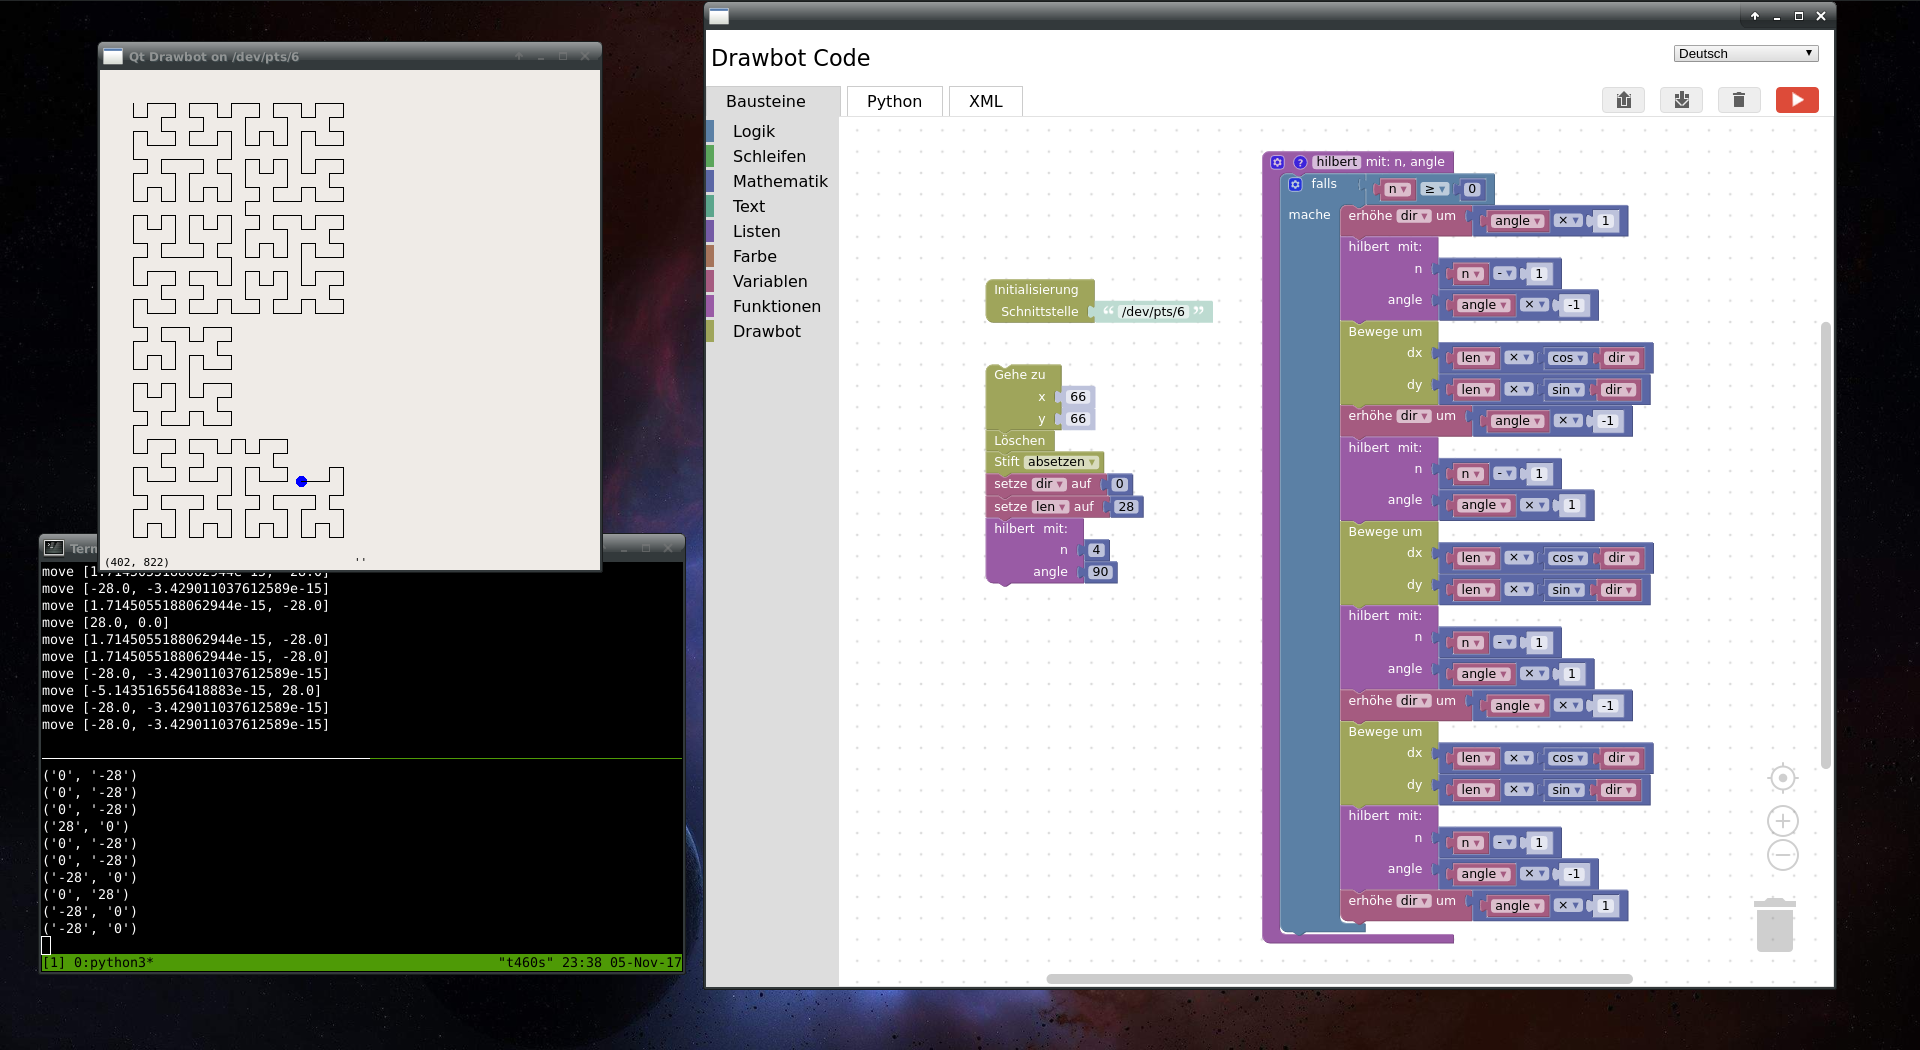 Qt Drawbot on /dev/pts/6
(402, 822)
''
Term
move [1.7145055188062944e-15, -28.0]
move [-28.0, -3.429011037612589e-15]
move [1.7145055188062944e-15, -28.0]
move [28.0, 0.0]
move [1.7145055188062944e-15, -28.0]
move [1.7145055188062944e-15, -28.0]
move [-28.0, -3.429011037612589e-15]
move [-5.143516556418883e-15, 28.0]
move [-28.0, -3.429011037612589e-15]
move [-28.0, -3.429011037612589e-15]
('0', '-28')
('0', '-28')
('0', '-28')
('28', '0')
('0', '-28')
('0', '-28')
('-28', '0')
('0', '28')
('-28', '0')
('-28', '0')
[1] 0:python3* "t460s" 23:38 05-Nov-17
Drawbot Code
Deutsch
Bausteine Python XML
Logik
Schleifen
Mathematik
Text
Listen
Farbe
Variablen
Funktionen
Drawbot
Initialisierung
Schnittstelle “ /dev/pts/6 ”
Gehe zu
x 66
y 66
Löschen
Stift absetzen
setze dir auf 0
setze len auf 28
hilbert mit:
n 4
angle 90
? hilbert mit: n, angle
falls n ≥ 0
mache erhöhe dir um angle × 1
hilbert mit:
n n - 1
angle angle × -1
Bewege um
dx len × cos dir
dy len × sin dir
erhöhe dir um angle × -1
hilbert mit:
n n - 1
angle angle × 1
Bewege um
dx len × cos dir
dy len × sin dir
hilbert mit:
n n - 1
angle angle × 1
erhöhe dir um angle × -1
Bewege um
dx len × cos dir
dy len × sin dir
hilbert mit:
n n - 1
angle angle × -1
erhöhe dir um angle × 1